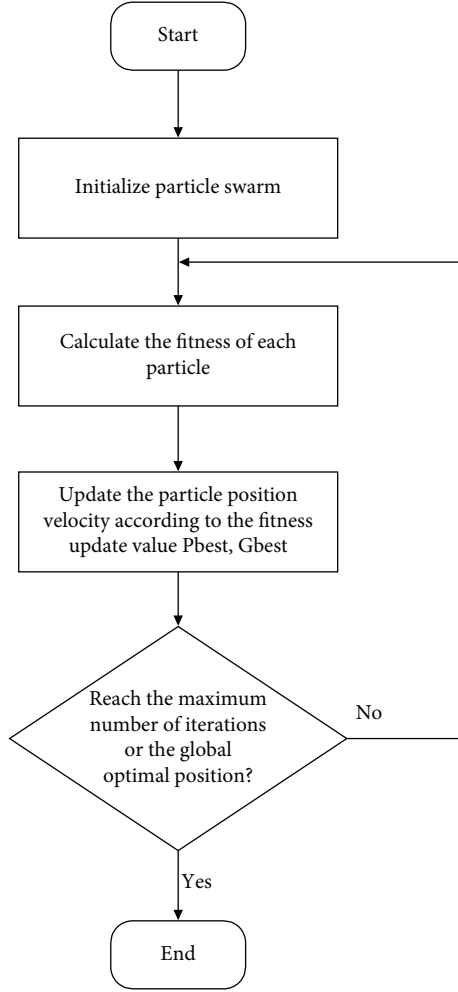 Start
Initialize particle swarm
Calculate the fitness of each
particle
Update the particle position
velocity according to the fitness
update value Pbest, Gbest
Reach the maximum
number of iterations
or the global
optimal position?
No
Yes
End